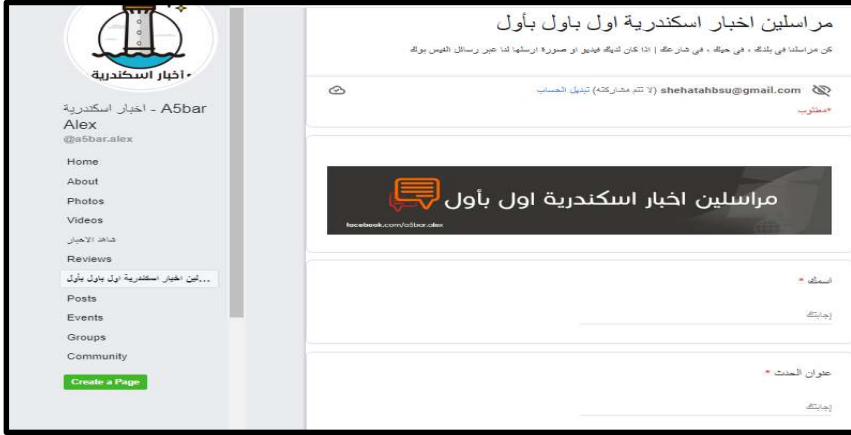 أخبار اسكندرية
A5bar - اخبار اسكندرية
Alex
@a5bar.alex
Home
About
Photos
Videos
شاهد الاخبار
Reviews
...لين اخبار اسكندرية اول باول بأول
Posts
Events
Groups
Community
Create a Page
مراسلين اخبار اسكندرية اول باول بأول
كن مراسلنا في بلدك ، في حيك ، في شارعك | اذا كان لديك فيديو او صورة ارسلها لنا عبر رسائل الفيس بوك
shehatahbsu@gmail.com (لا تتم مشاركته) تبديل الحساب
*مطلوب
مراسلين اخبار اسكندرية اول بأول
facebook.com/a5bar.alex
اسمك *
إجابتك
عنوان الحدث *
إجابتك